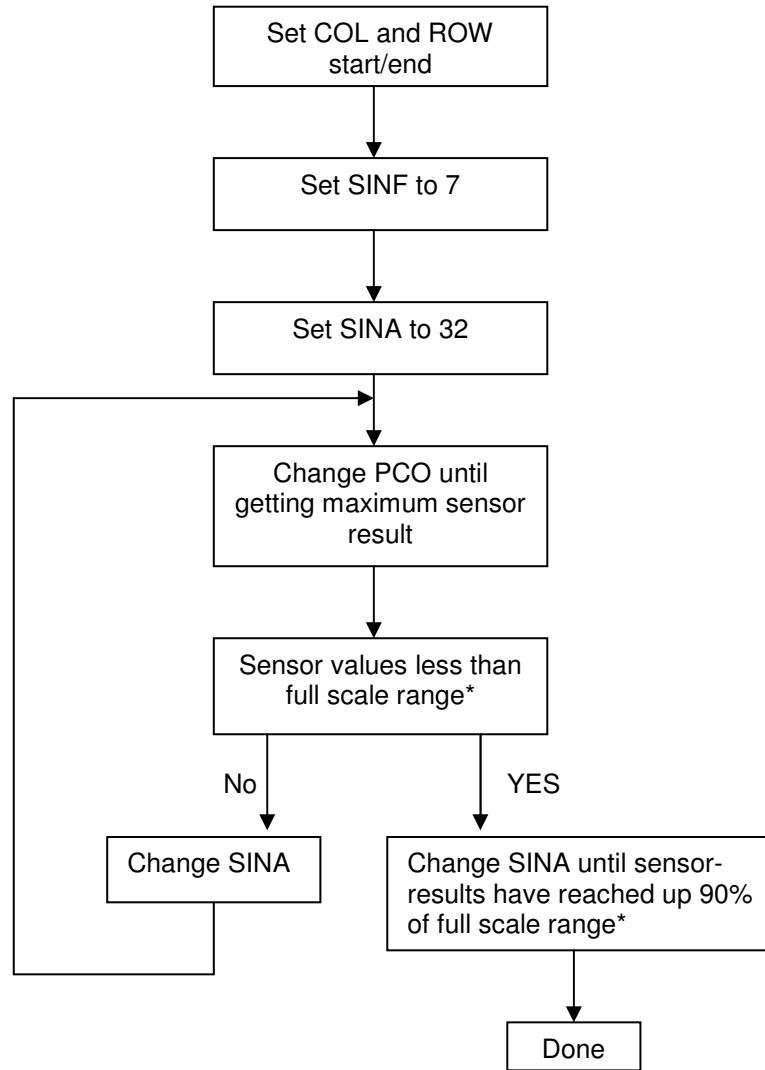 Set COL and ROW
start/end
Set SINF to 7
Set SINA to 32
Change PCO until
getting maximum sensor
result
Sensor values less than
full scale range*
No
YES
Change SINA
Change SINA until sensor-
results have reached up 90%
of full scale range*
Done